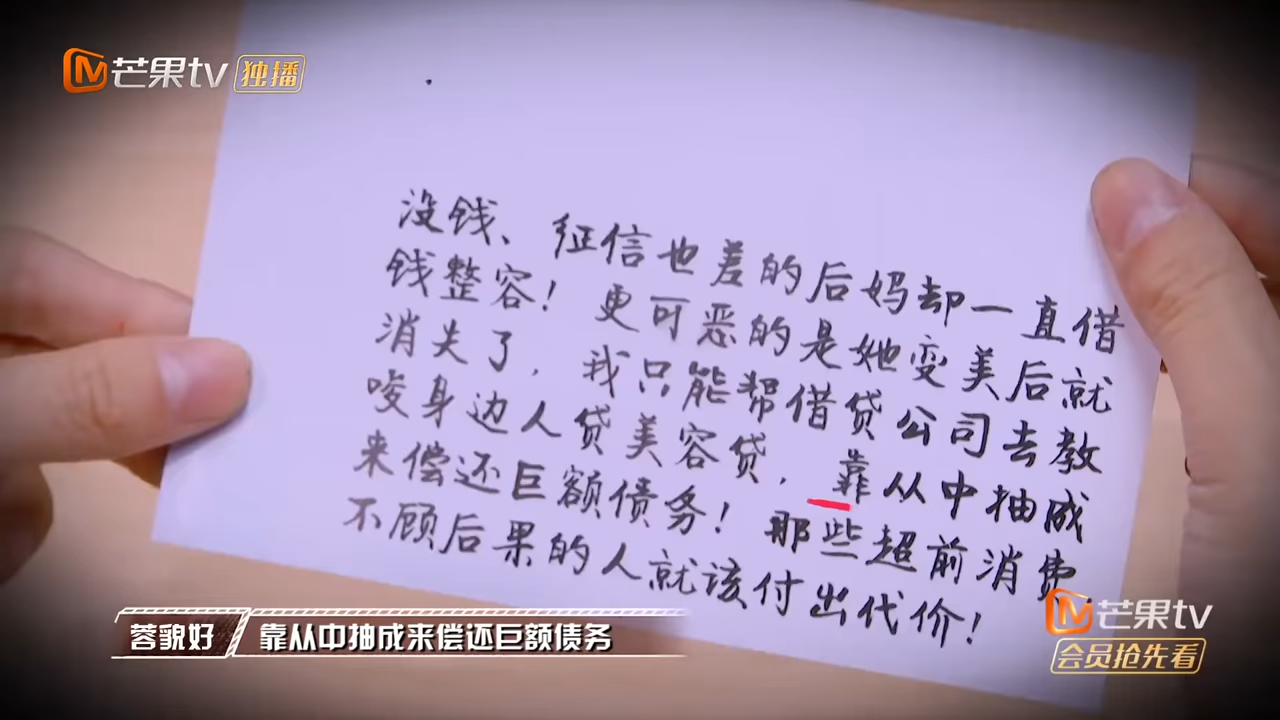 芒果tv 独播
没钱、征信也差的后妈却一直借
钱整容！更可恶的是她变美后就
消失了，我只能帮借贷公司去教
唆身边人贷美容贷，靠从中抽成
来偿还巨额债务！那些超前消费
不顾后果的人就该付出代价！
蓉貌好 靠从中抽成来偿还巨额债务
芒果tv
会员抢先看